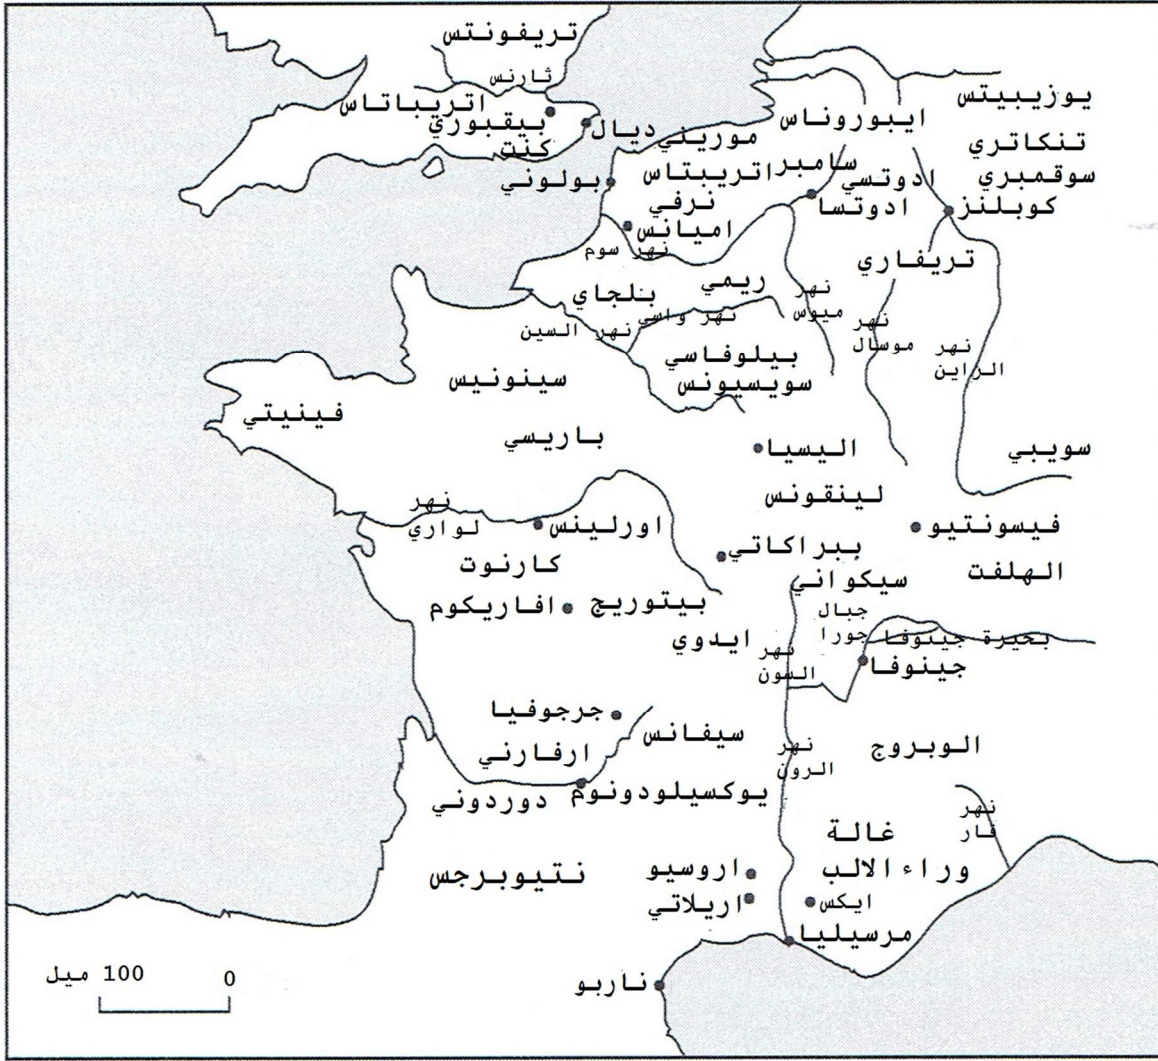 تريفونتس
ثارنس
يوزيبيتس
اتريباتاس
ايبوروناس
بيقبوري
ديال
موريني
تنكاتري
كنت
سامبر
سوقمبري
اتريبتاس
ادوتسي
بولوني
نرفي
ادوتسا
كوبلنز
اميانس
نهر سوم
تريفاري
ريمي
بنلجاي
نهر
ميوس
نهر واسي
نهر السين
نهر
موسال
نهر
الراين
بيلوفاسي
سويسيونس
سينونيس
فينيتي
باريسي
اليسيا
سويبي
لينقونس
نهر
لواري
اورلينس
فيسونتيو
ببراكاتي
كارنوت
سيكواني
الهلفت
افاريكوم
بيتوريج
جبال
جورا
ايدوي
بحيرة جينوفا
نهر
السون
جينوفا
جرجوفيا
سيفانس
ارفارني
نهر
الرون
الوبروج
يوكسيلودونوم
دوردوني
نهر
فار
غالة
وراء الالب
نتيوبرجس
اروسيو
اريلاتي
ايكس
مرسيليا
ناربو
100 ميل
0